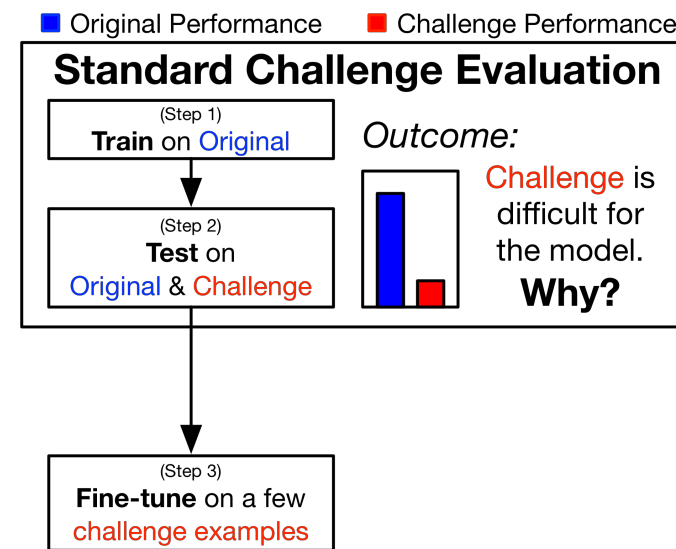 Original Performance Challenge Performance
Standard Challenge Evaluation
(Step 1)
Train on Original
Outcome:
(Step 2)
Test on
Original & Challenge
Challenge is
difficult for
the model.
Why?
(Step 3)
Fine-tune on a few
challenge examples